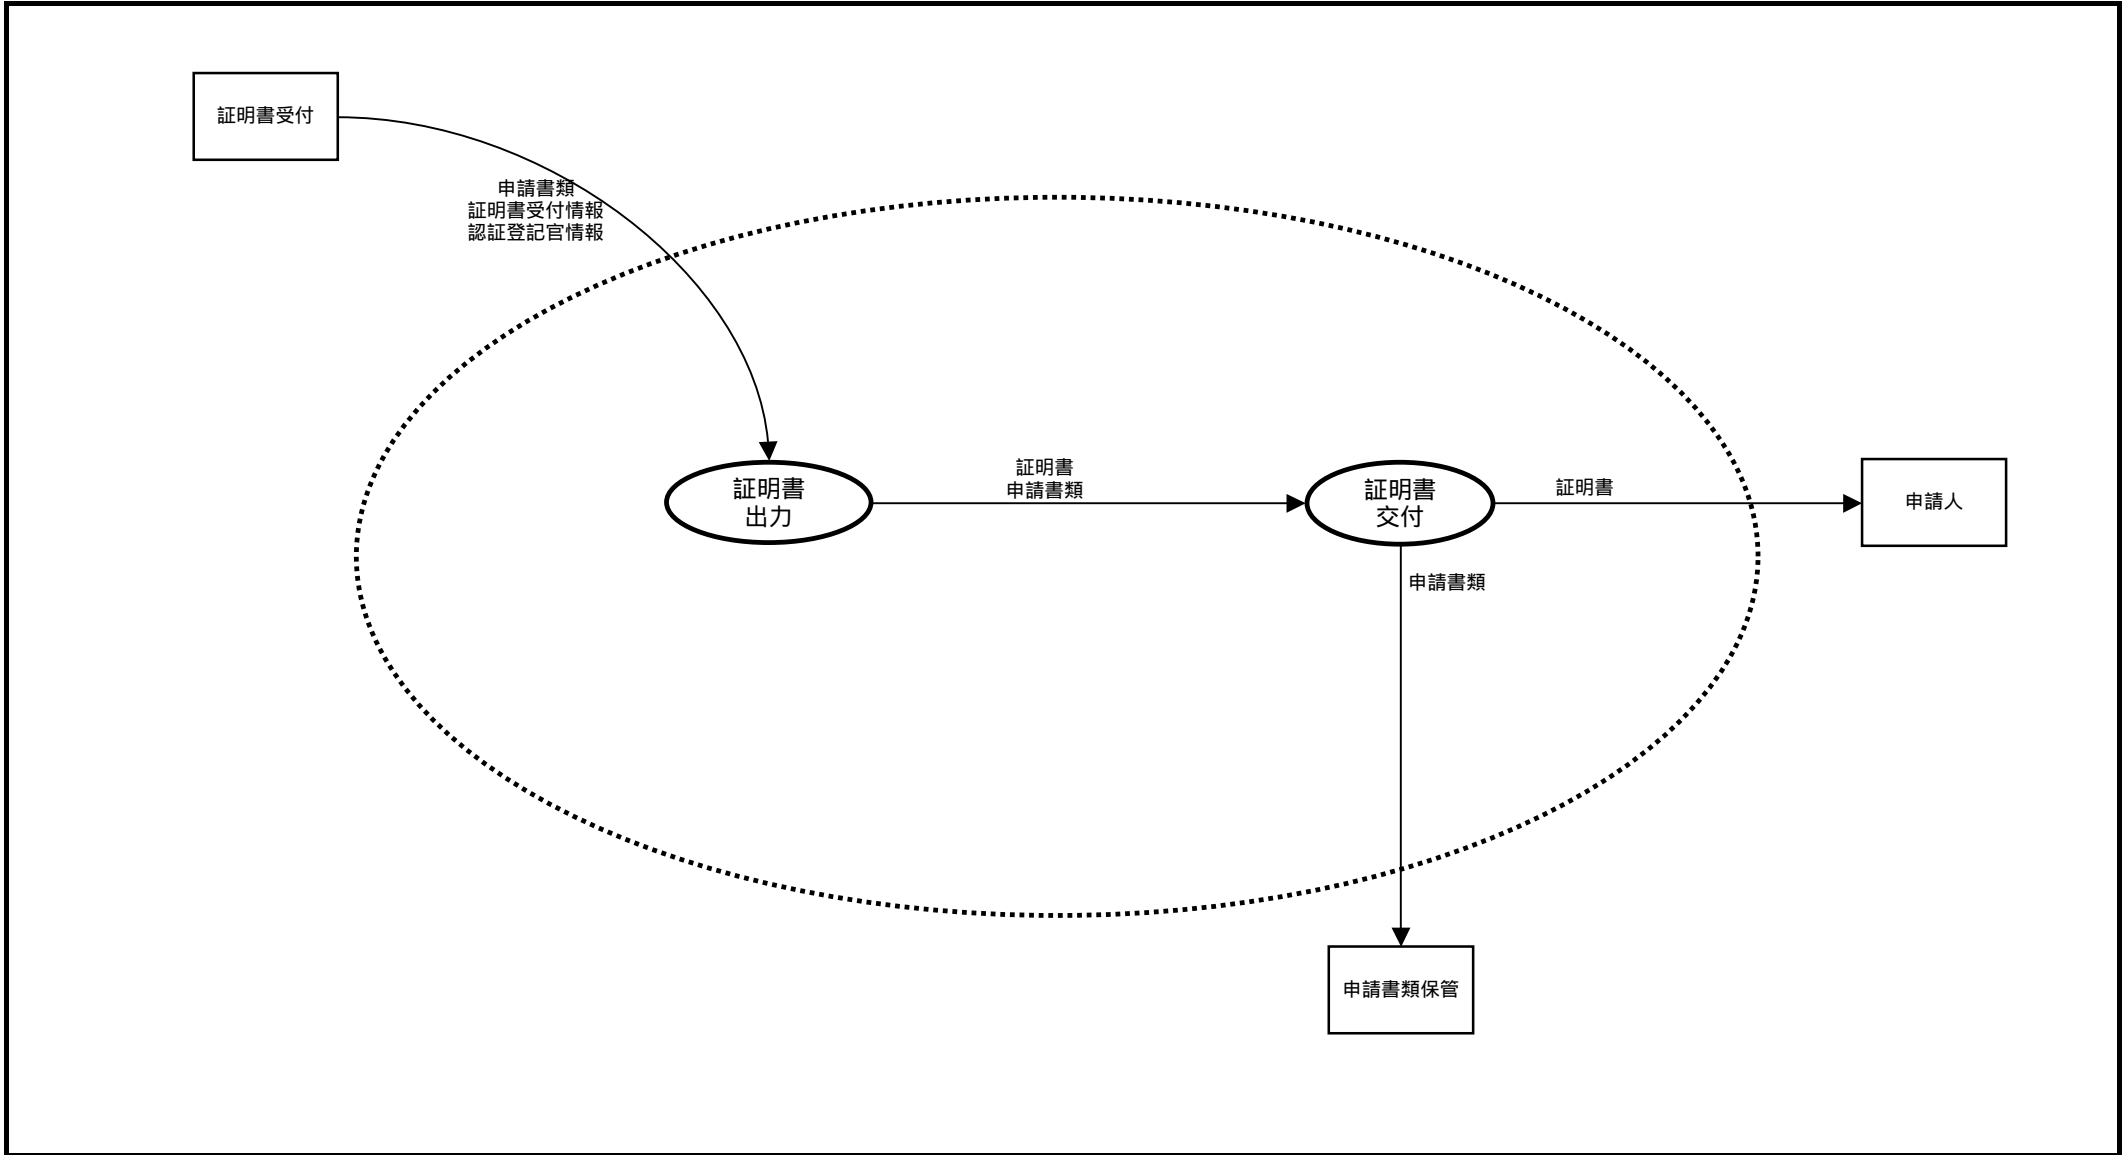 証明書受付
申請書類
証明書受付情報
認証登記官情報
証明書
出力
証明書
申請書類
証明書
交付
証明書
申請人
申請書類
申請書類保管